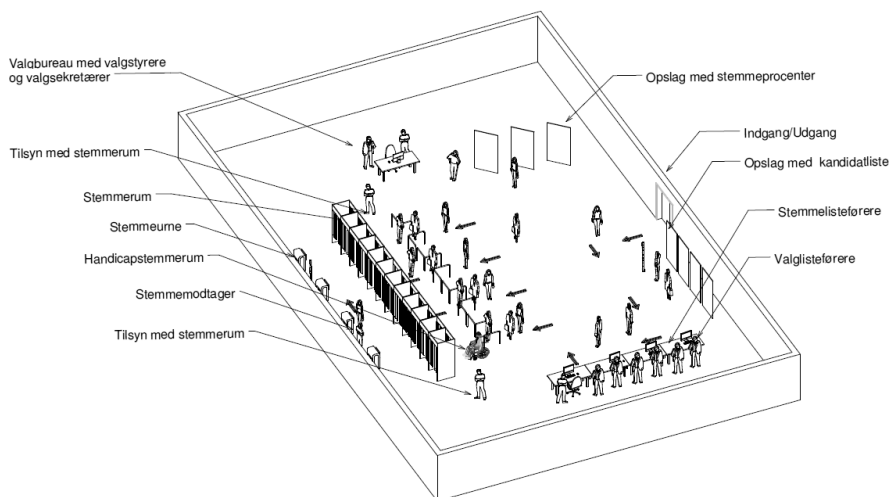 Valgbureau med valgstyrere
og valgsekretærer
Tilsyn med stemmerum
Stemmerum
Stemmeurne
Handicapstemmerum
Stemmemodtager
Tilsyn med stemmerum
Opslag med stemmeprocenter
Indgang/Udgang
Opslag med kandidatliste
Stemmelisteførere
Valglisteførere